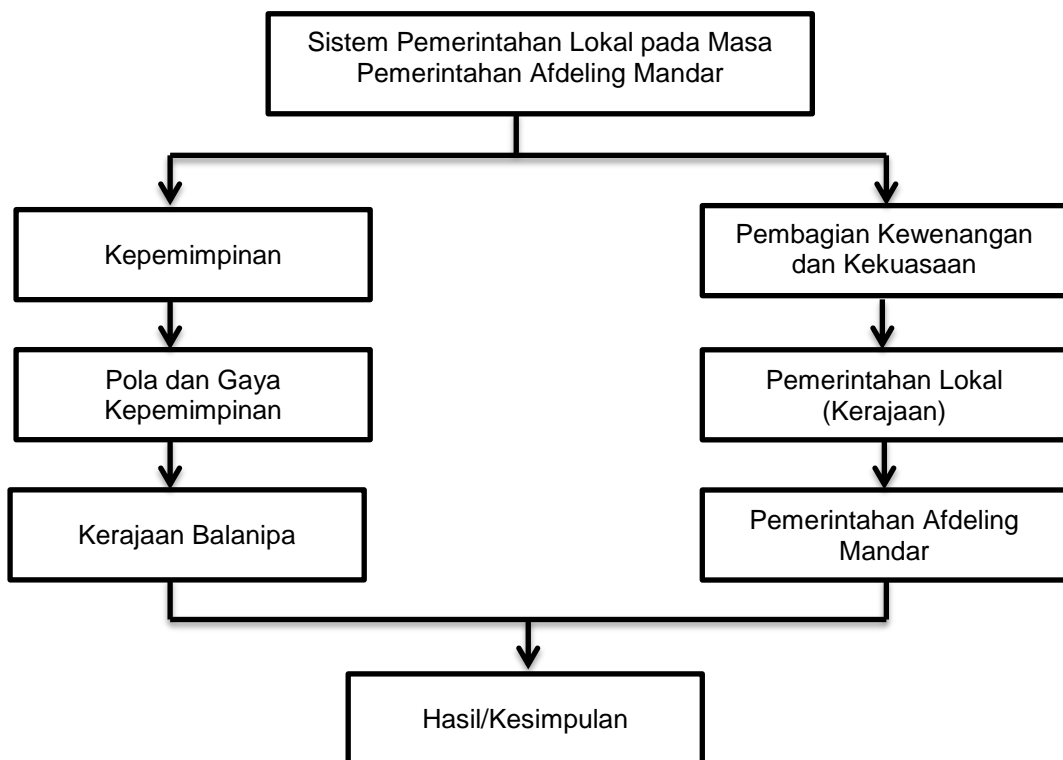 Sistem Pemerintahan Lokal pada Masa
Pemerintahan Afdeling Mandar
Kepemimpinan
Pembagian Kewenangan
dan Kekuasaan
Pola dan Gaya
Kepemimpinan
Pemerintahan Lokal
(Kerajaan)
Kerajaan Balanipa
Pemerintahan Afdeling
Mandar
Hasil/Kesimpulan